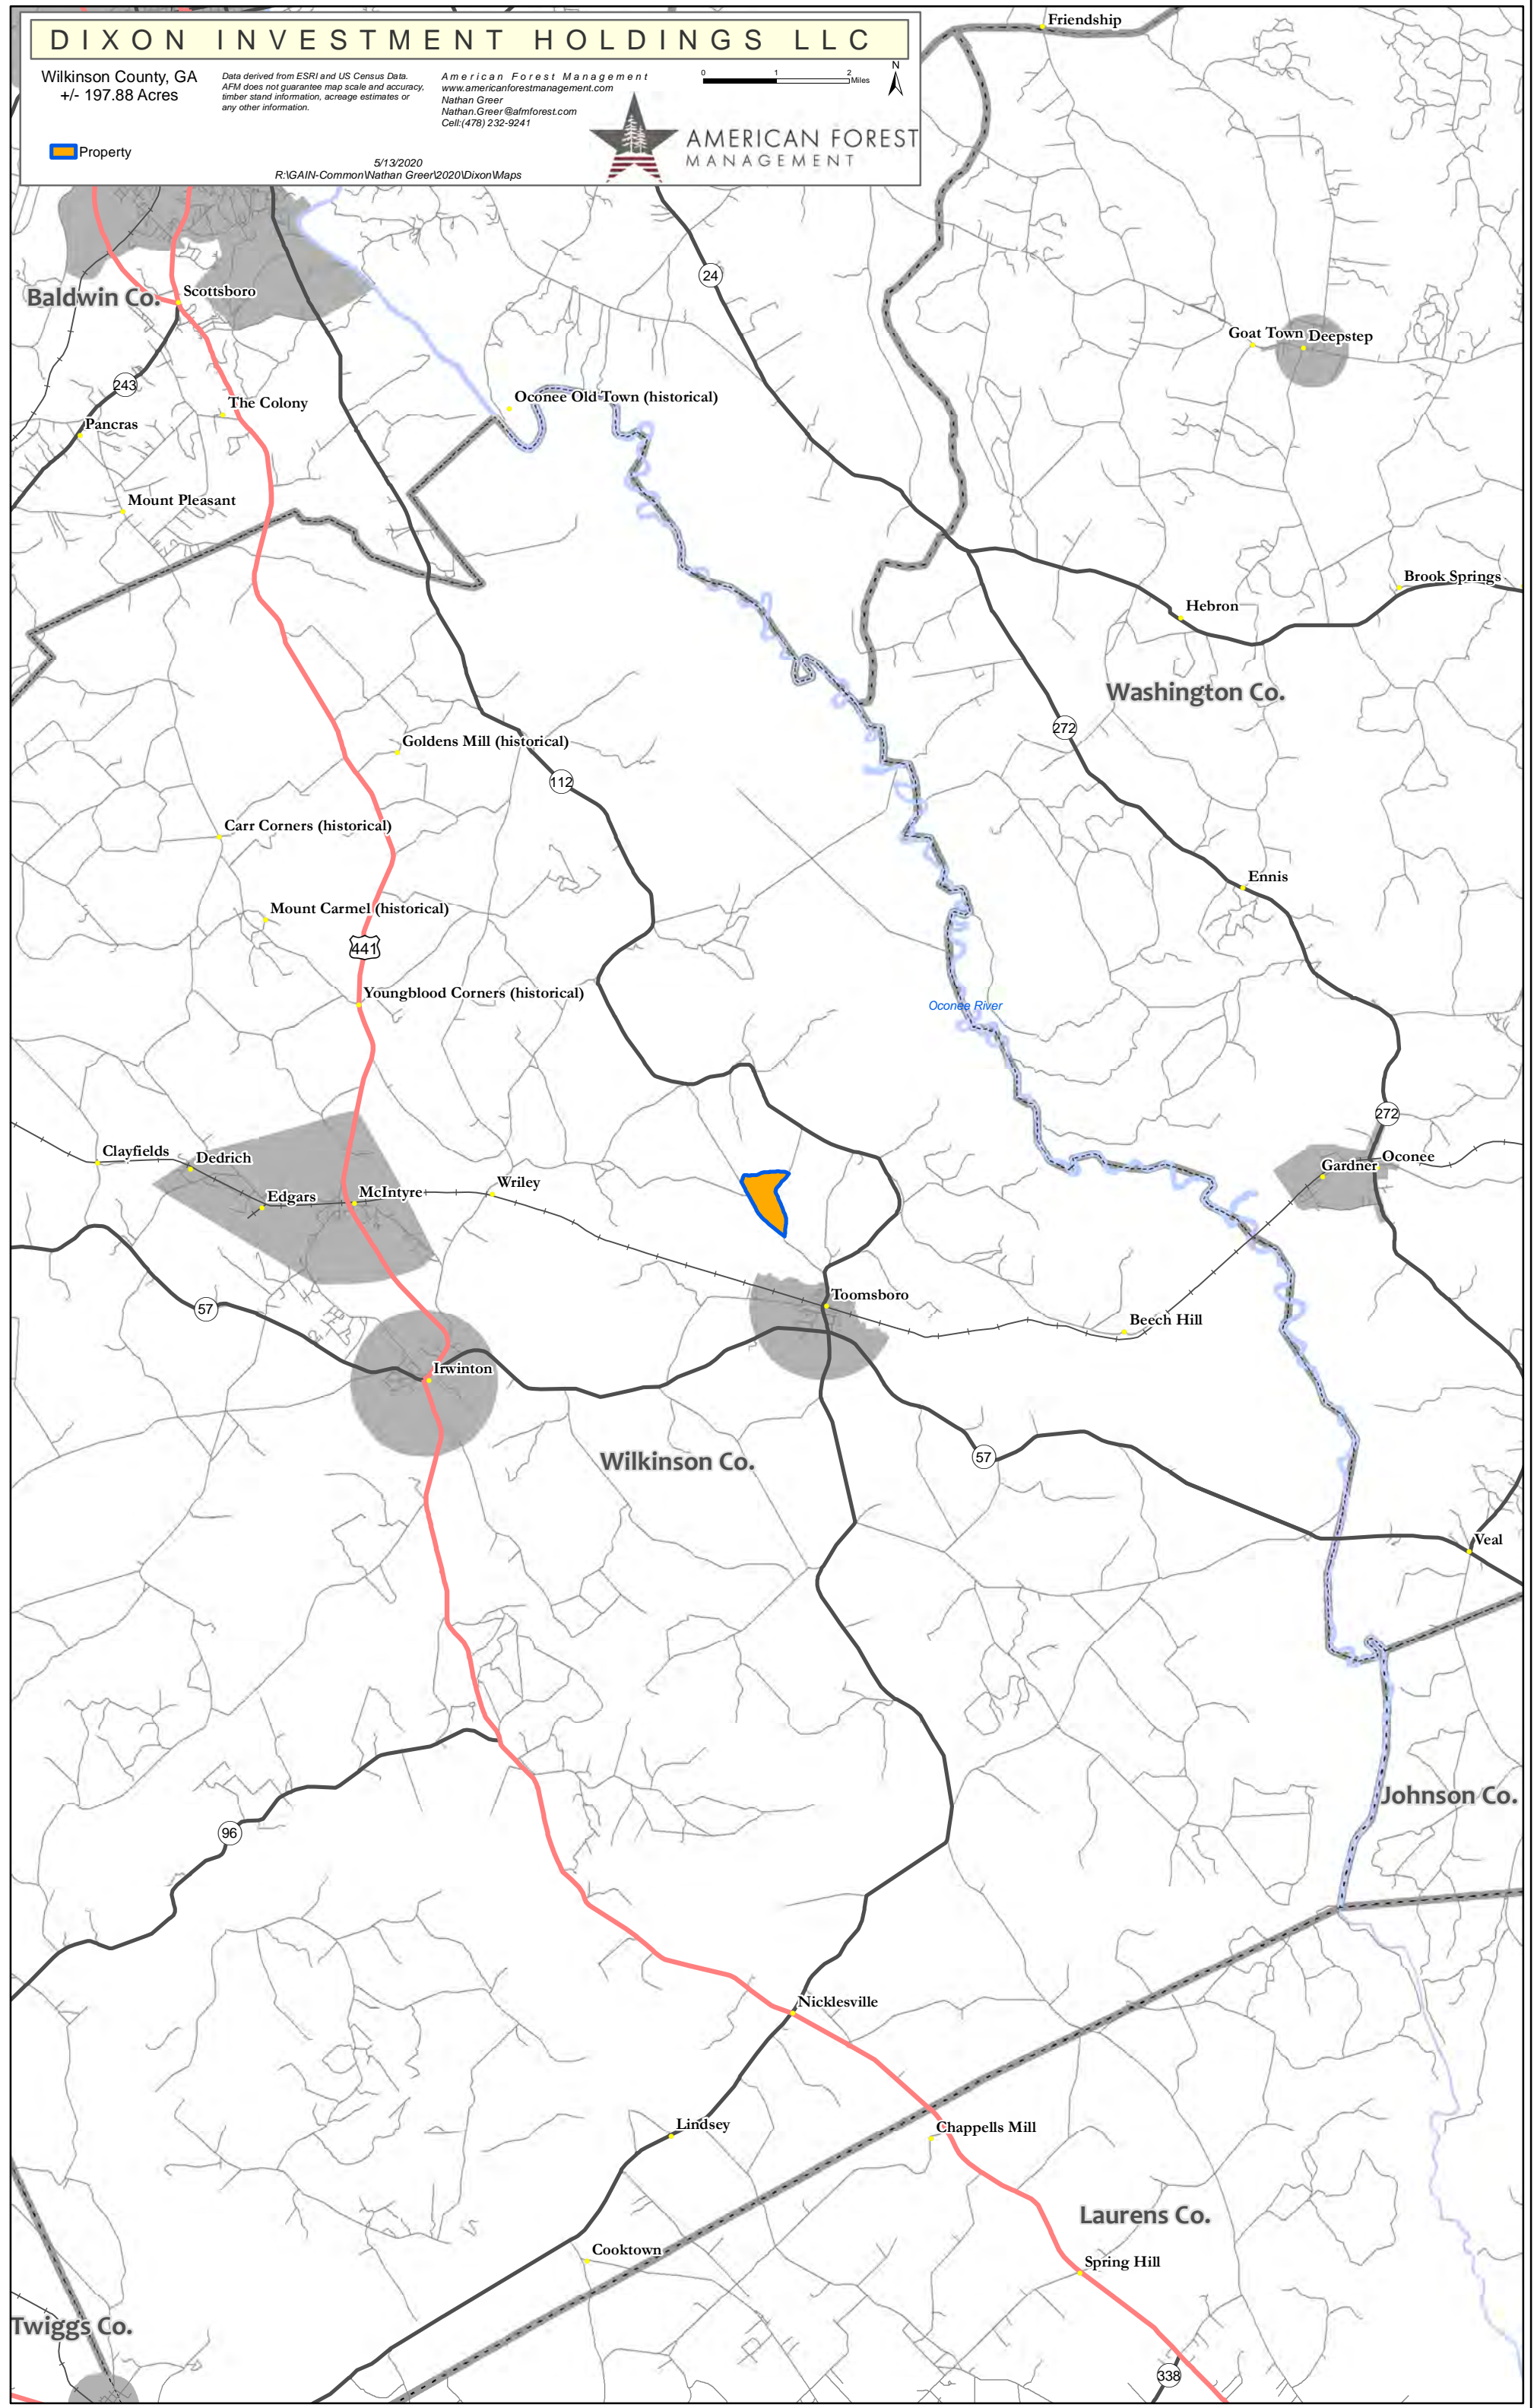 DIXON INVESTMENT HOLDINGS LLC
Wilkinson County, GA
+/- 197.88 Acres
Data derived from ESRI and US Census Data.
AFM does not guarantee map scale and accuracy,
timber stand information, acreage estimates or
any other information.
American Forest Management
www.americanforestmanagement.com
Nathan Greer
Nathan.Greer@afmforest.com
Cell:(478) 232-9241
0 1 2
Miles
N
Property
AMERICAN FOREST
MANAGEMENT
5/13/2020
R:\GAIN-Common\Nathan Greer\2020\Dixon\Maps
Friendship
24
Scottsboro
Baldwin Co.
Goat Town
Deepstep
243
The Colony
Oconee Old Town (historical)
Pancras
Mount Pleasant
Brook Springs
Hebron
Washington Co.
272
Goldens Mill (historical)
112
Carr Corners (historical)
Ennis
Mount Carmel (historical)
441
Youngblood Corners (historical)
Oconee River
272
Clayfields
Dedrich
Oconee
Gardner
Edgars
McIntyre
Wriley
Toomsboro
57
Beech Hill
Irwinton
Wilkinson Co.
57
Veal
Johnson Co.
96
Nicklesville
Lindsey
Chappells Mill
Laurens Co.
Cooktown
Spring Hill
Twiggs Co.
338